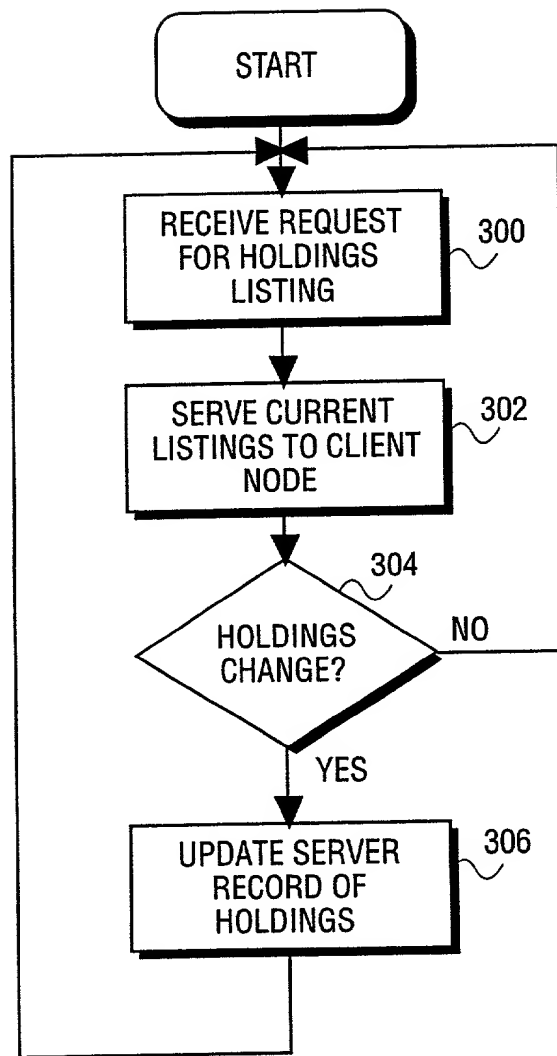 START
RECEIVE REQUEST
FOR HOLDINGS
LISTING
300
SERVE CURRENT
LISTINGS TO CLIENT
NODE
302
304
HOLDINGS
CHANGE?
NO
YES
UPDATE SERVER
RECORD OF
HOLDINGS
306